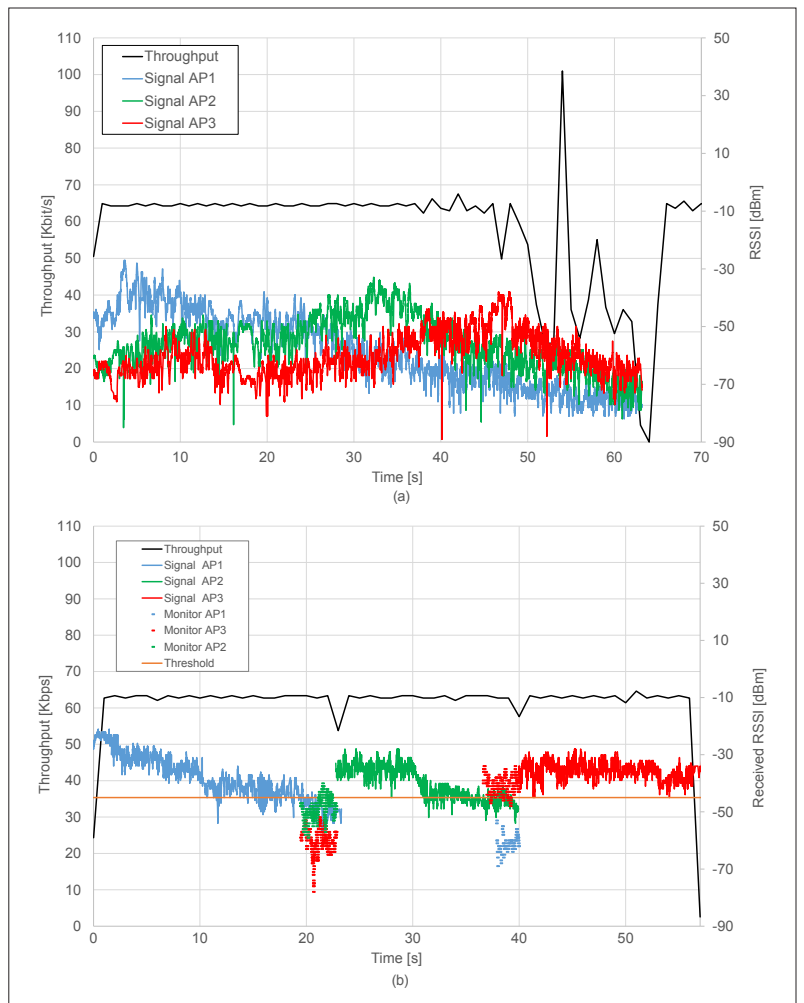 110
100
90
80
70
60
50
40
30
20
10
0
Throughput [Kbit/s]
Throughput
Signal AP1
Signal AP2
Signal AP3
50
30
10
-10
-30
-50
-70
-90
RSSI [dBm]
0 10 20 30 40 50 60 70
Time [s]
(a)
110
100
90
80
70
60
50
40
30
20
10
0
Throughput [Kbps]
Throughput
Signal AP1
Signal AP2
Signal AP3
Monitor AP1
Monitor AP3
Monitor AP2
Threshold
50
30
10
-10
-30
-50
-70
-90
Received RSSI [dBm]
0 10 20 30 40 50
Time [s]
(b)